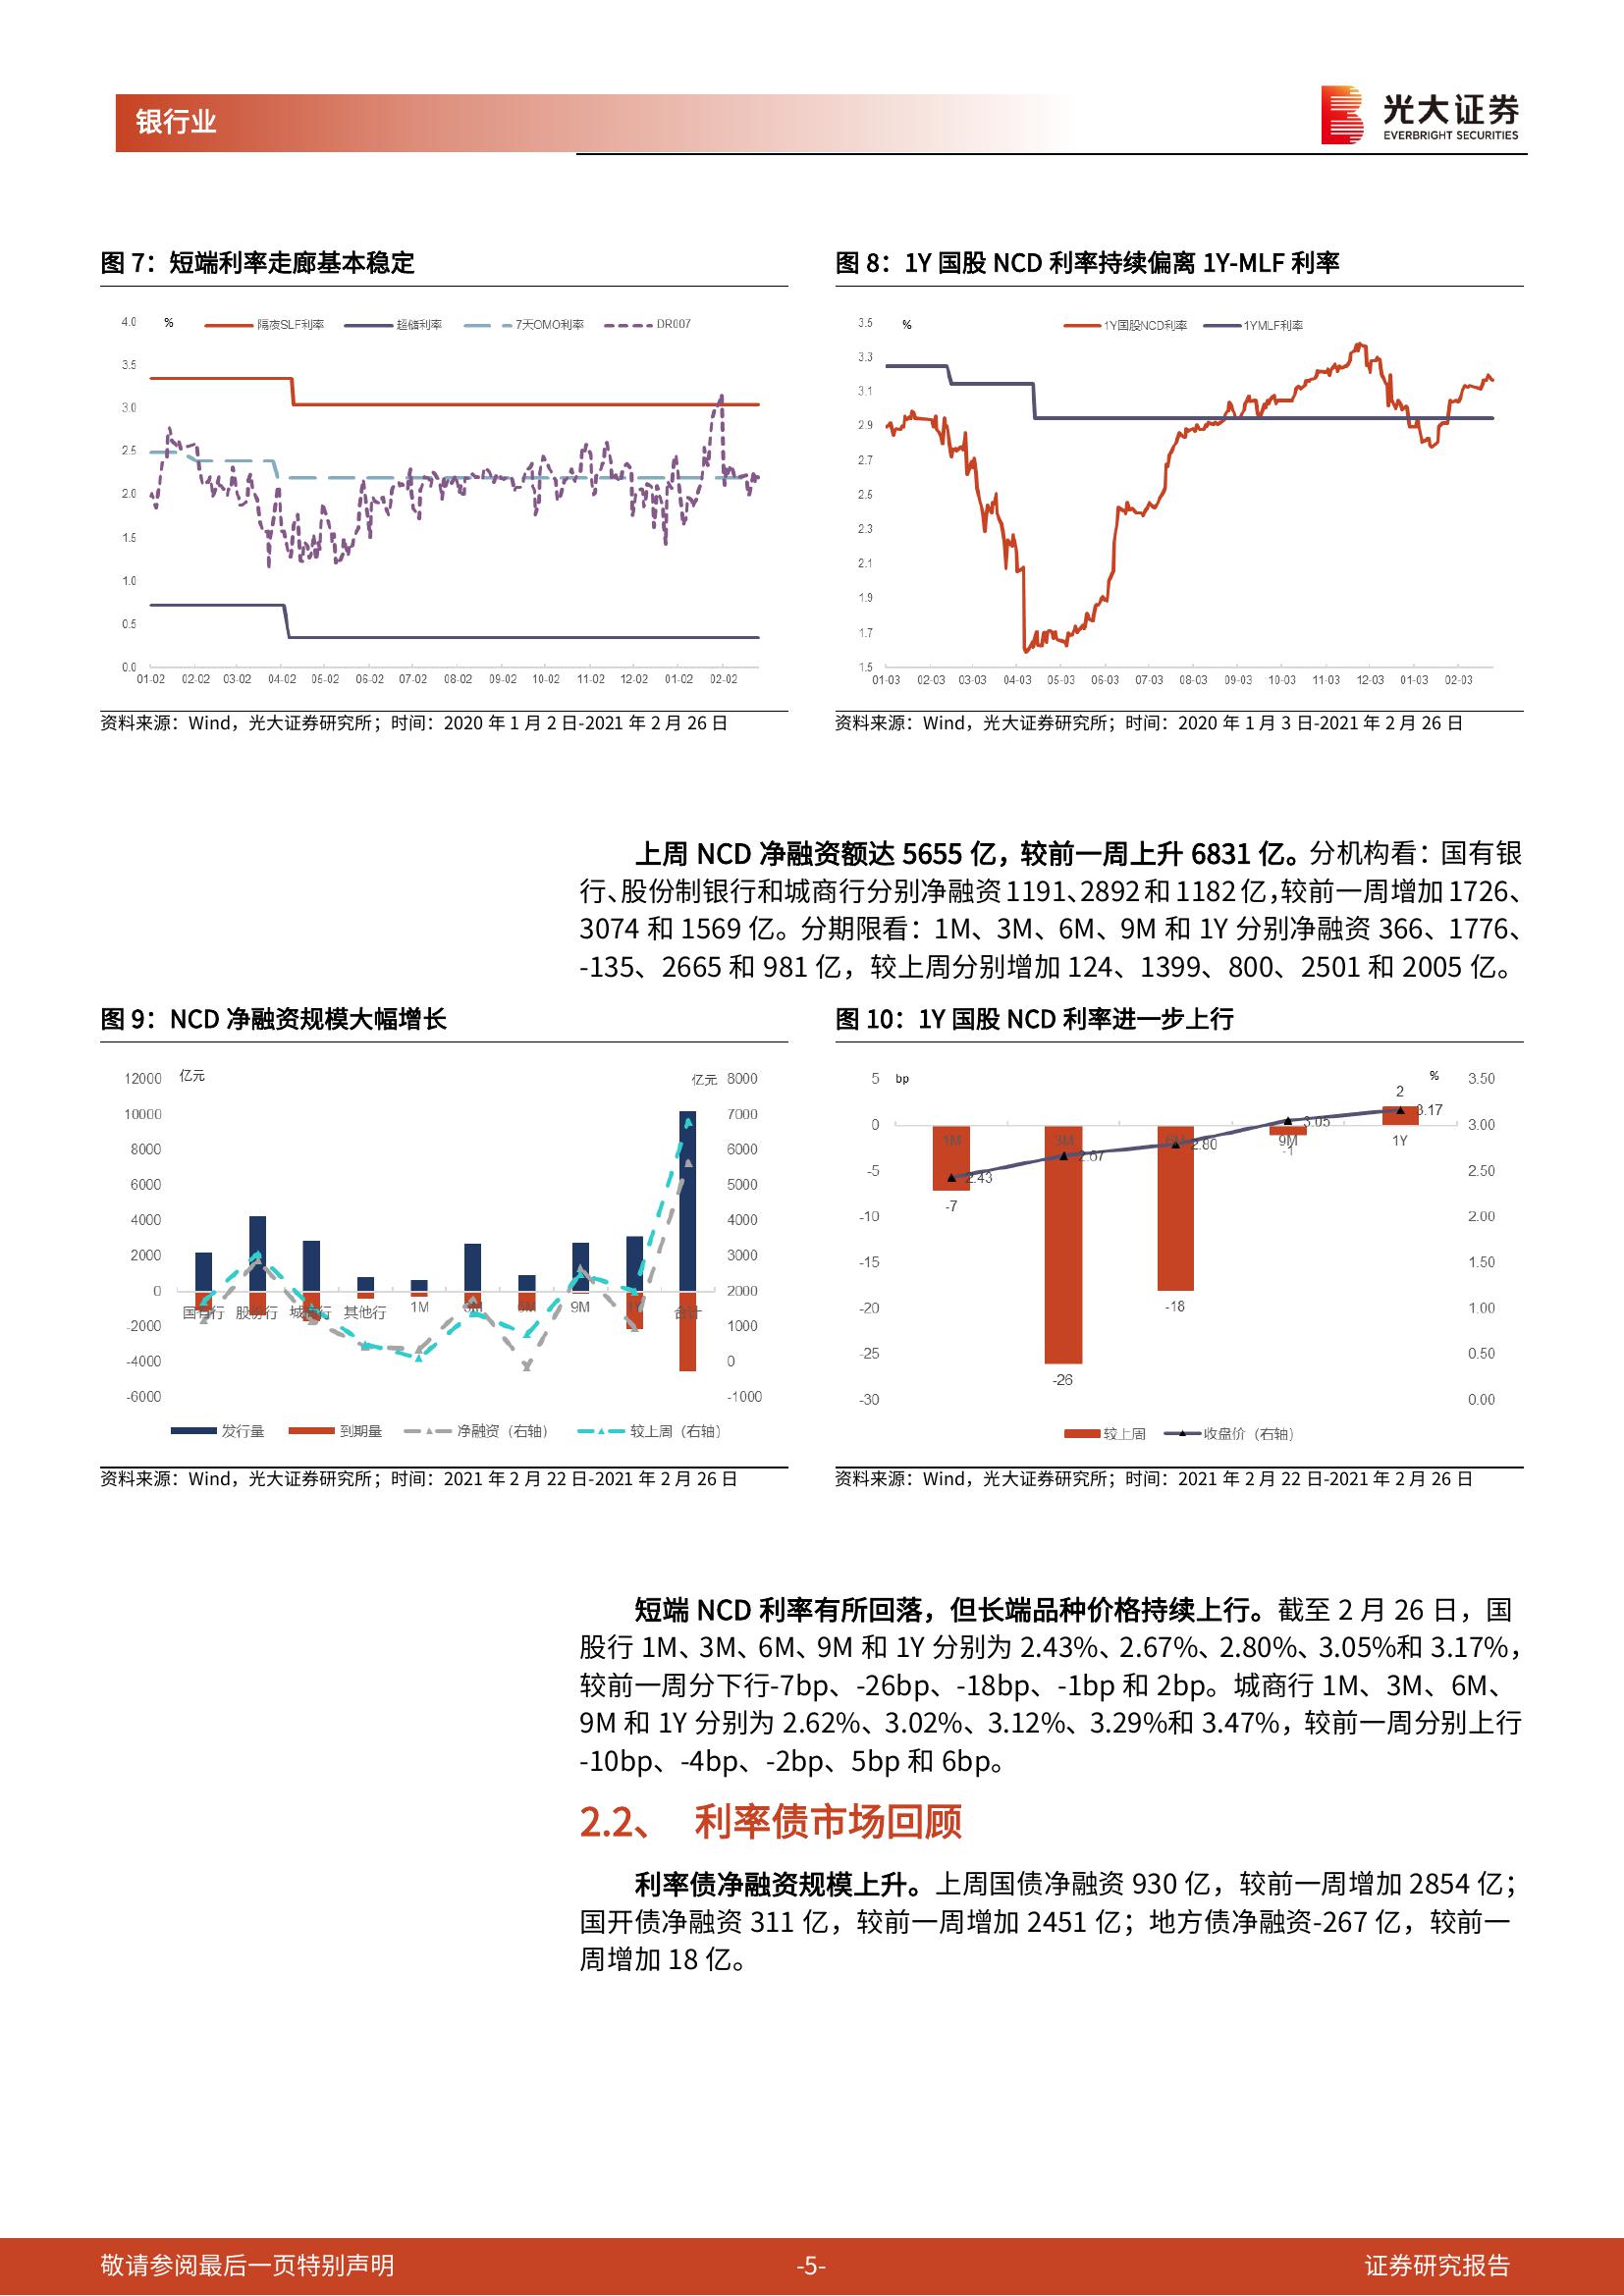 银行业
光大证券
EVERBRIGHT SECURITIES
图 7：短端利率走廊基本稳定
% 隔夜SLF利率 超储利率 7天OMO利率 DR007
4.0
3.5
3.0
2.5
2.0
1.5
1.0
0.5
0.0
01-02 02-02 03-02 04-02 05-02 06-02 07-02 08-02 09-02 10-02 11-02 12-02 01-02 02-02
资料来源：Wind，光大证券研究所；时间：2020 年 1 月 2 日-2021 年 2 月 26 日
图 8：1Y 国股 NCD 利率持续偏离 1Y-MLF 利率
% 1Y国股NCD利率 1YMLF利率
3.5
3.3
3.1
2.9
2.7
2.5
2.3
2.1
1.9
1.7
1.5
01-03 02-03 03-03 04-03 05-03 06-03 07-03 08-03 09-03 10-03 11-03 12-03 01-03 02-03
资料来源：Wind，光大证券研究所；时间：2020 年 1 月 3 日-2021 年 2 月 26 日
上周 NCD 净融资额达 5655 亿，较前一周上升 6831 亿。分机构看：国有银
行、股份制银行和城商行分别净融资 1191、2892 和 1182 亿，较前一周增加 1726、
3074 和 1569 亿。分期限看：1M、3M、6M、9M 和 1Y 分别净融资 366、1776、
-135、2665 和 981 亿，较上周分别增加 124、1399、800、2501 和 2005 亿。
图 9：NCD 净融资规模大幅增长
亿元 亿元
12000
10000
8000
6000
4000
2000
0
-2000
-4000
-6000
国有行 股份行 城商行 其他行 1M 3M 6M 9M 1Y 合计
8000
7000
6000
5000
4000
3000
2000
1000
0
-1000
发行量 到期量 净融资（右轴） 较上周（右轴）
资料来源：Wind，光大证券研究所；时间：2021 年 2 月 22 日-2021 年 2 月 26 日
图 10：1Y 国股 NCD 利率进一步上行
bp %
5
0
-5
-10
-15
-20
-25
-30
1M 3M 6M 9M 1Y
-7 -26 -18 -1 2
2.43 2.67 2.80 3.05 3.17
3.50
3.00
2.50
2.00
1.50
1.00
0.50
0.00
较上周 收盘价（右轴）
资料来源：Wind，光大证券研究所；时间：2021 年 2 月 22 日-2021 年 2 月 26 日
短端 NCD 利率有所回落，但长端品种价格持续上行。截至 2 月 26 日，国
股行 1M、3M、6M、9M 和 1Y 分别为 2.43%、2.67%、2.80%、3.05%和 3.17%，
较前一周分下行-7bp、-26bp、-18bp、-1bp 和 2bp。城商行 1M、3M、6M、
9M 和 1Y 分别为 2.62%、3.02%、3.12%、3.29%和 3.47%，较前一周分别上行
-10bp、-4bp、-2bp、5bp 和 6bp。
2.2、 利率债市场回顾
利率债净融资规模上升。上周国债净融资 930 亿，较前一周增加 2854 亿；
国开债净融资 311 亿，较前一周增加 2451 亿；地方债净融资-267 亿，较前一
周增加 18 亿。
敬请参阅最后一页特别声明 -5- 证券研究报告